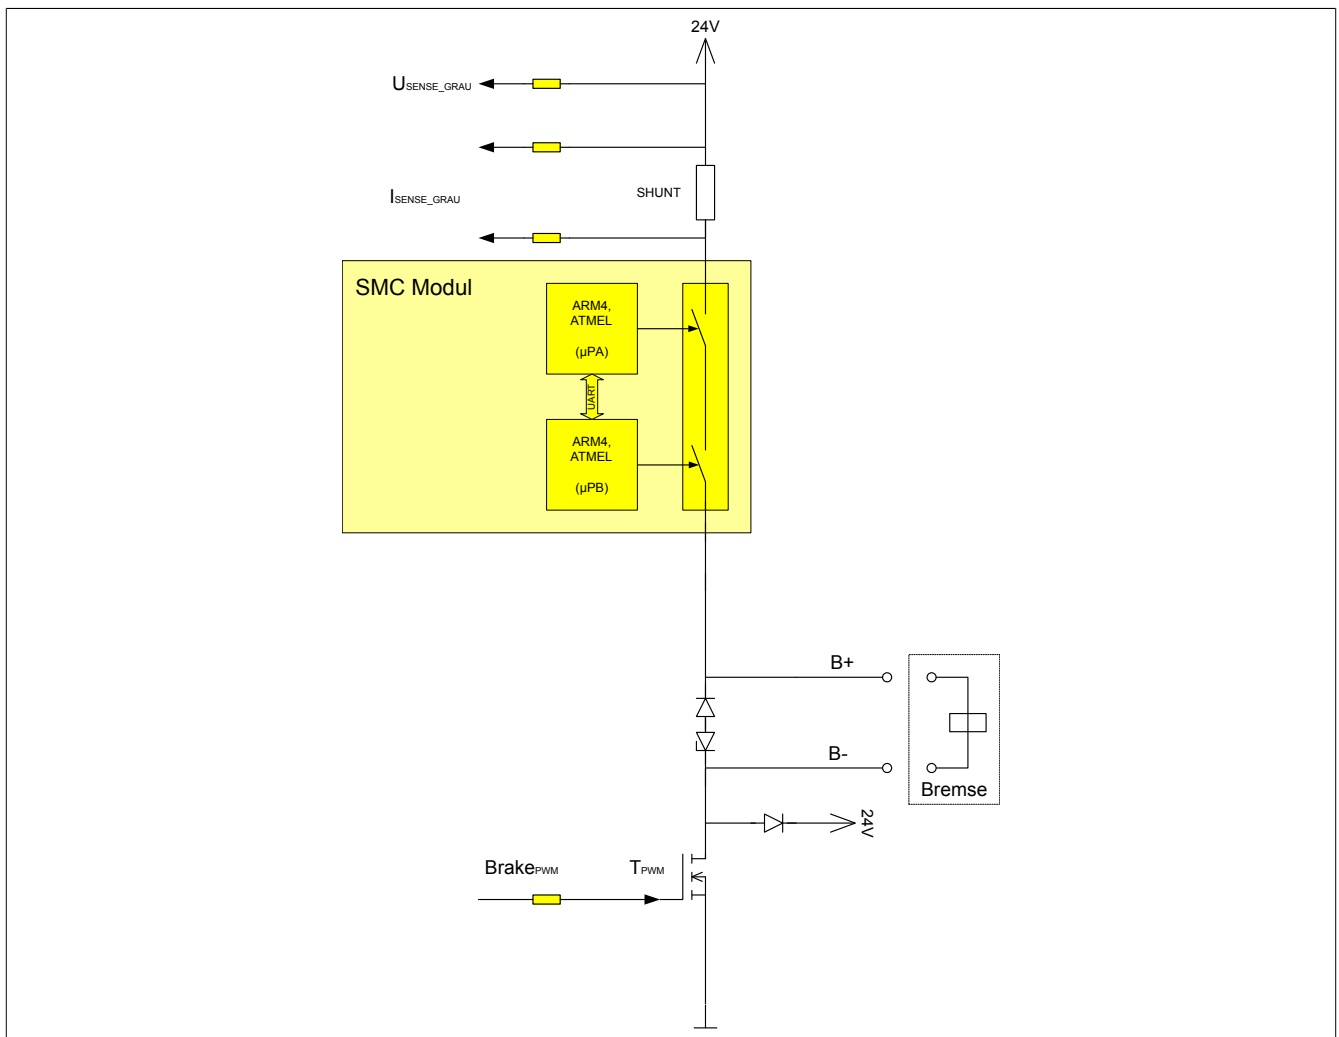 24V
USENSE_GRAU
ISENSE_GRAU
SHUNT
SMC Modul
ARM4,
ATMEL
(µPA)
UART
ARM4,
ATMEL
(µPB)
B+
B-
Bremse
24V
BrakePWM
TPWM